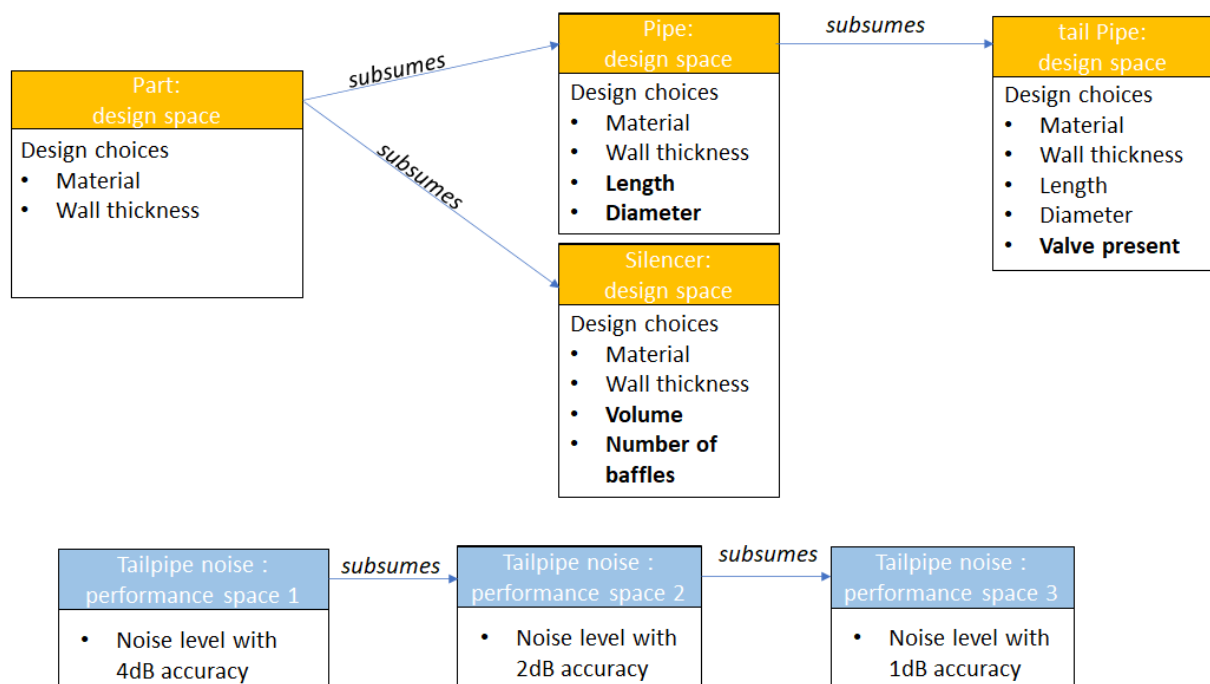 Part:
design space
Design choices
• Material
• Wall thickness
subsumes
subsumes
Pipe:
design space
Design choices
• Material
• Wall thickness
• Length
• Diameter
subsumes
tail Pipe:
design space
Design choices
• Material
• Wall thickness
• Length
• Diameter
• Valve present
Silencer:
design space
Design choices
• Material
• Wall thickness
• Volume
• Number of
baffles
Tailpipe noise :
performance space 1
• Noise level with
4dB accuracy
subsumes
Tailpipe noise :
performance space 2
• Noise level with
2dB accuracy
subsumes
Tailpipe noise :
performance space 3
• Noise level with
1dB accuracy